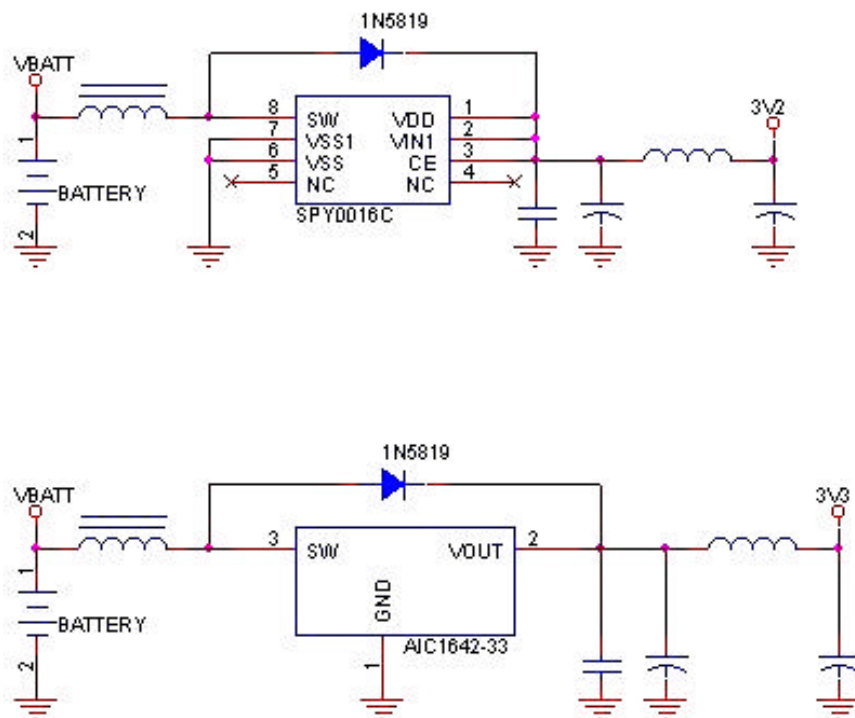 1N5819
VBATT
3V2
8 SW VDD 1
7 VSS1 VIN1 2
6 VSS CE 3
5 NC NC 4
1
BATTERY
2
SPY0016C
1N5819
VBATT
3V3
3 SW VOUT 2
1
GND
BATTERY
2
1
AIC1642-33